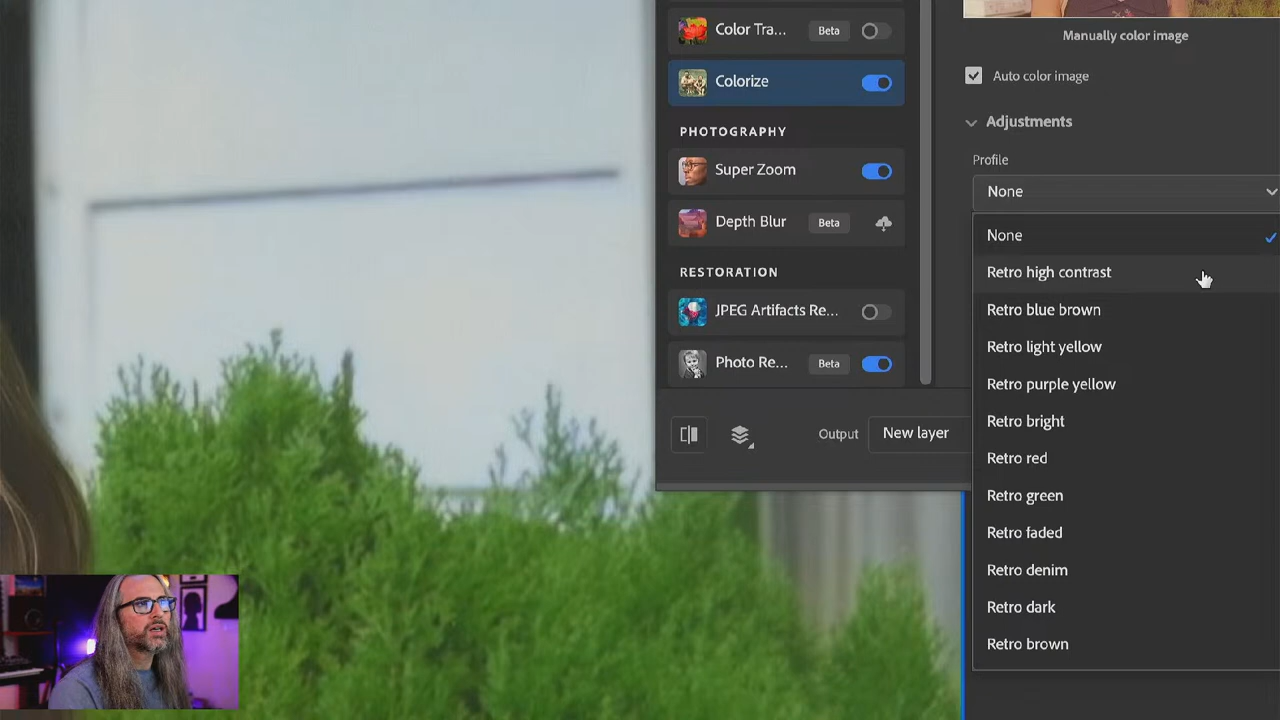 Color Tra...
Beta
Colorize
PHOTOGRAPHY
Super Zoom
Depth Blur
Beta
RESTORATION
JPEG Artifacts Re...
Photo Re...
Beta
Output
New layer
Manually color image
Auto color image
Adjustments
Profile
None
None
Retro high contrast
Retro blue brown
Retro light yellow
Retro purple yellow
Retro bright
Retro red
Retro green
Retro faded
Retro denim
Retro dark
Retro brown